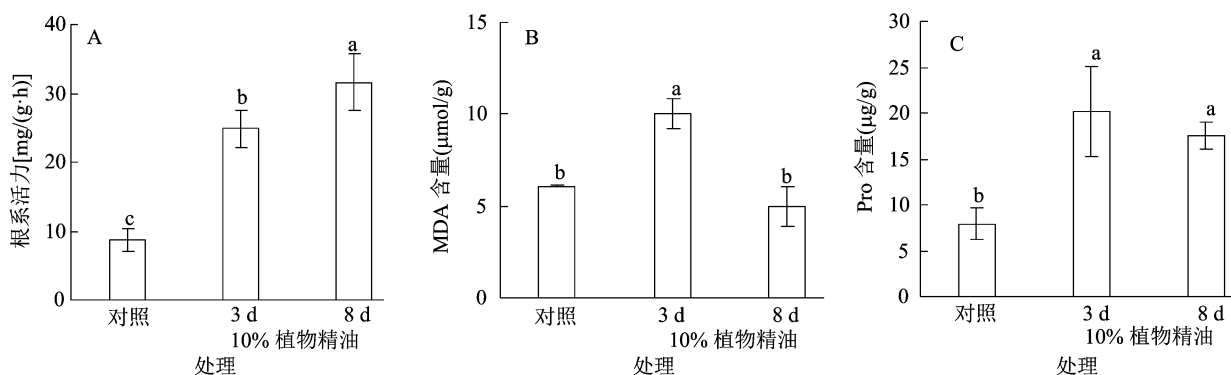 A
根系活力[mg/(g·h)]
40
30
20
10
0
c
b
a
对照
3 d
8 d
10% 植物精油
处理
B
MDA 含量(μmol/g)
15
10
5
0
b
a
b
对照
3 d
8 d
10% 植物精油
处理
C
Pro 含量(μg/g)
30
25
20
15
10
5
0
b
a
a
对照
3 d
8 d
10% 植物精油
处理